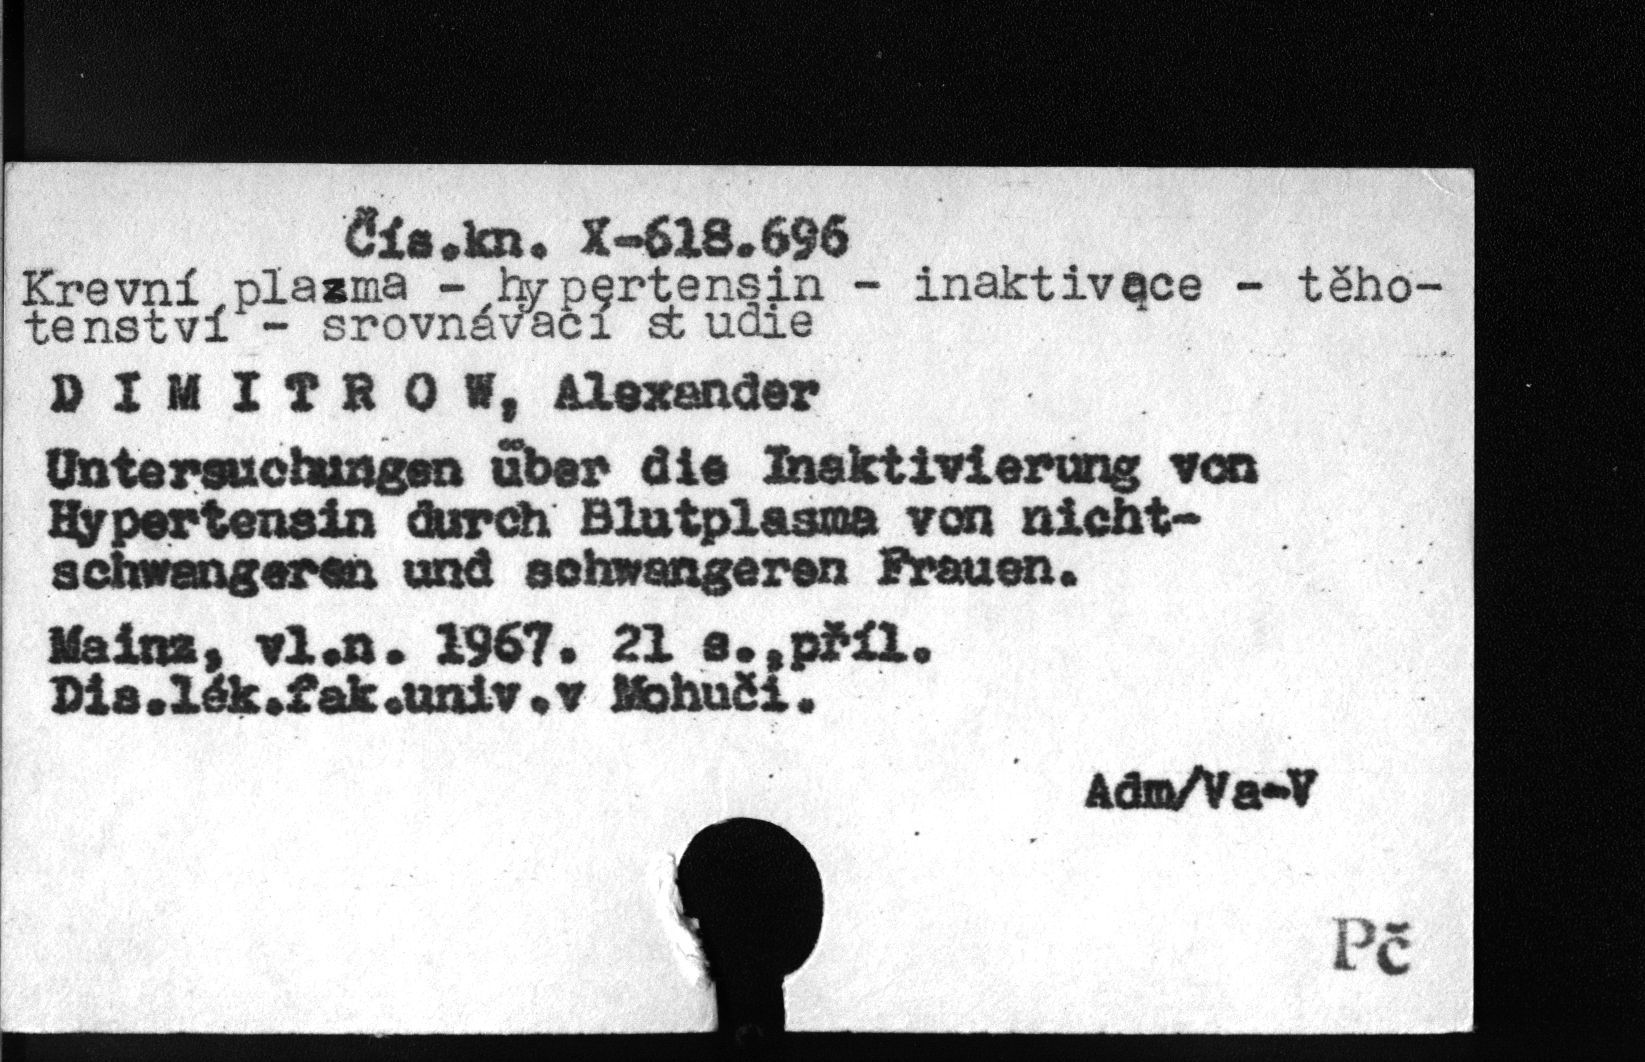 Čís.kn. X-618.696
Krevní plazma - hypertensin - inaktivace - těho-
tenství - srovnávací studie
D I M I T R O W, Alexander
Untersuchungen über die Inaktivierung von
Hypertensin durch Blutplasma von nicht-
schwangeren und schwangeren Frauen.
Mainz, vl.n. 1967. 21 s.,příl.
Dis.lék.fak.univ.v Mohuči.
Adm/Va-V
Pč